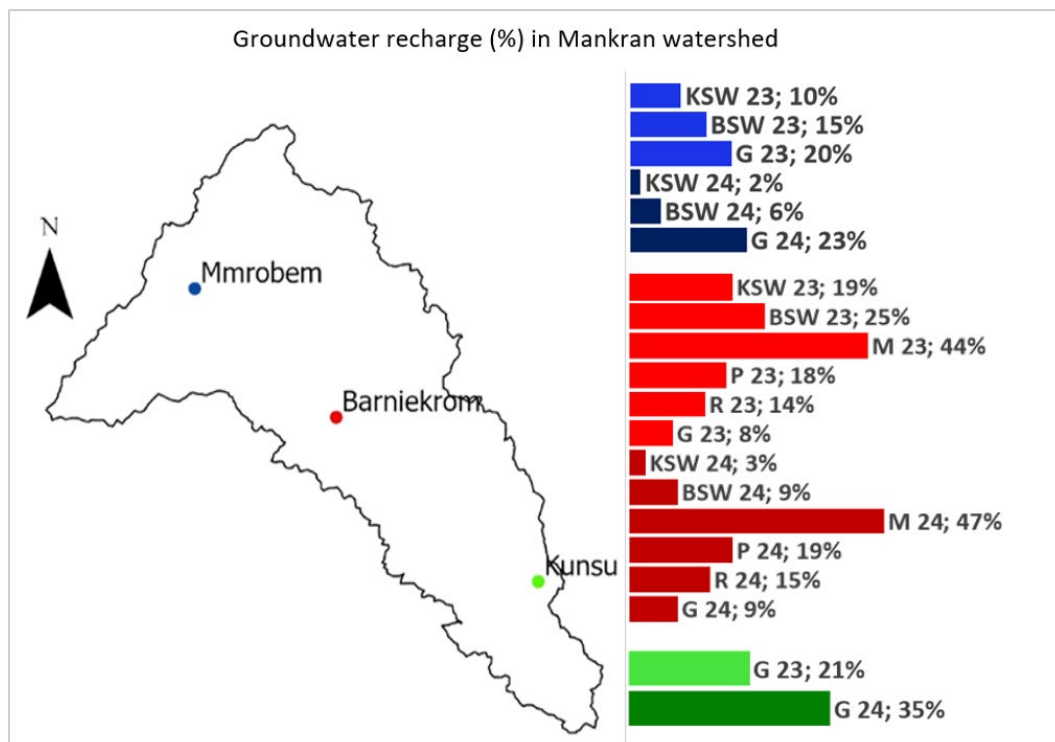 Groundwater recharge (%) in Mankran watershed
N
Mmrobem
Barniekrom
Kunsu
KSW 23; 10%
BSW 23; 15%
G 23; 20%
KSW 24; 2%
BSW 24; 6%
G 24; 23%
KSW 23; 19%
BSW 23; 25%
M 23; 44%
P 23; 18%
R 23; 14%
G 23; 8%
KSW 24; 3%
BSW 24; 9%
M 24; 47%
P 24; 19%
R 24; 15%
G 24; 9%
G 23; 21%
G 24; 35%